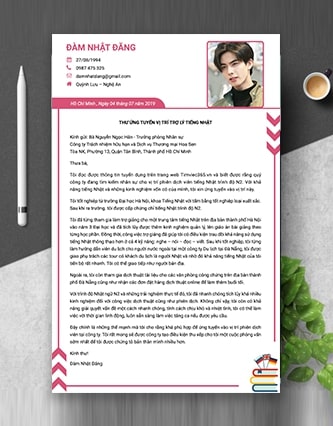 ĐÀM NHẬT ĐĂNG
27/08/1994
0987 475 325
damnhatdang@gmail.com
Quỳnh Lưu – Nghệ An
Hồ Chí Minh, Ngày 04 tháng 07 năm 2019
THƯ ỨNG TUYỂN VỊ TRÍ TRỢ LÝ TIẾNG NHẬT
Kính gửi: Bà Nguyễn Ngọc Hân - Trưởng phòng Nhân sự
Công ty Trách nhiệm hữu hạn và Dịch vụ Thương mại Hoa Sen
Tòa NK, Phường 13, Quận Tân Bình, Thành phố Hồ Chí Minh
Thưa bà,
Tôi đọc được thông tin tuyển dụng trên trang web Timviec365.vn và biết được rằng quý
công ty đang tìm kiếm nhân sự cho vị trí phiên dịch viên tiếng Nhật trình độ N2. Với khả
năng tiếng Nhật và những kinh nghiệm vốn có của mình, tôi xin ứng tuyển vào vị trí này.
Tôi tốt nghiệp từ trường Đại học Hà Nội, khoa Tiếng Nhật với tấm bằng tốt nghiệp loại xuất sắc.
Sau khi ra trường, tôi được cấp chứng chỉ tiếng Nhật trình độ N2.
Tôi đã từng tham gia làm trợ giảng cho một trung tâm tiếng Nhật trên địa bàn thành phố Hà Nội
vào năm 3 Đại học và đã tích lũy được thêm kinh nghiệm quản lý, làm giáo án bài giảng theo
từng học phần. Đồng thời, công việc trợ giảng đã giúp tôi có điều kiện trau dồi khả năng sử dụng
tiếng Nhật thông thạo hơn ở cả 4 kỹ năng: nghe – nói – đọc – viết. Sau khi tốt nghiệp, tôi từng
làm hướng dẫn viên du lịch cho người nước ngoài tại một công ty du lịch ở Đà Nẵng, tôi được giao
phụ trách các tour có khách du lịch là người Nhật và nhờ đó khả năng tiếng Nhật của tôi tiến
bộ rất nhanh. Tôi có thể giao tiếp như người bản địa.
Ngoài ra, tôi còn tham gia dịch thuật tài liệu cho các văn phòng công chứng trên địa bàn thành
phố Đà Nẵng cũng như nhận các đơn đặt hàng dịch thuật online để làm thêm buổi tối.
Với trình độ Nhật ngữ N2 và những trải nghiệm thực tế đó, tôi đã nhanh chóng tích lũy khá nhiều
kinh nghiệm đối với công việc dịch thuật cũng như phiên dịch. Không chỉ vậy, tôi còn có khả
năng giải quyết vấn đề một cách nhanh chóng, tính cách chịu khó và nhiệt tình, tôi có thể làm
việc với thời gian linh động, luôn sẵn sàng làm việc tăng ca nếu được yêu cầu.
Đây chính là những thế mạnh mà tôi cho rằng khá phù hợp để ứng tuyển vào vị trí phiên dịch
viên tại công ty. Tôi rất mong sẽ được công ty tạo điều kiện thu xếp cho tôi một cuộc phỏng vấn
sớm nhất để tôi được chứng tỏ bản thân mình nhiều hơn.
Kính thư!
Đàm Nhật Đăng